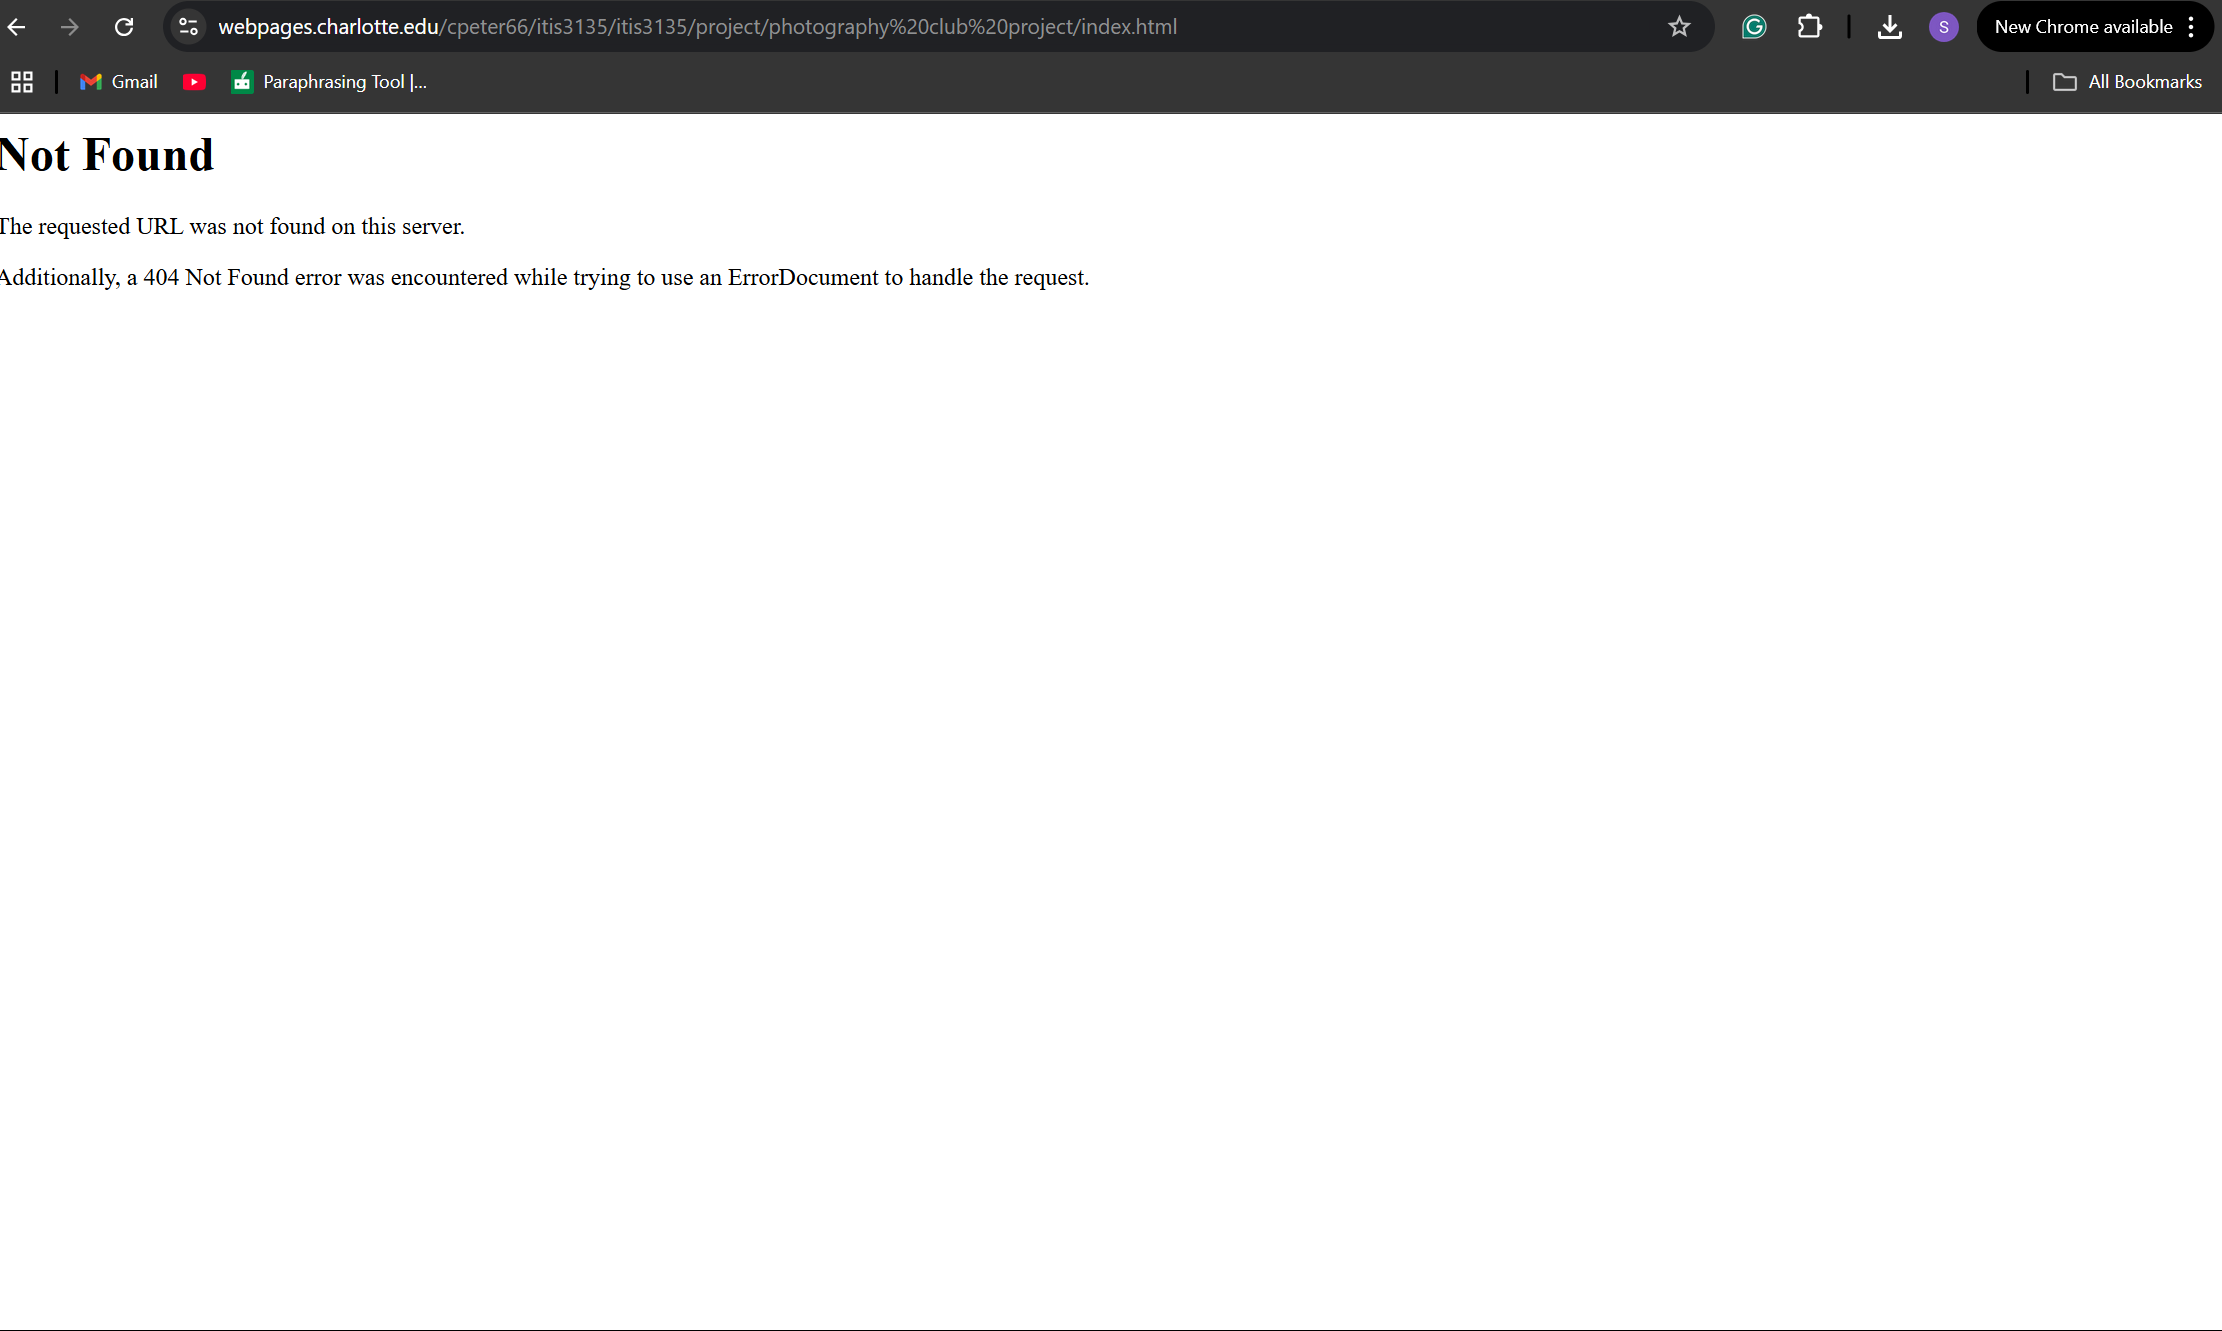 webpages.charlotte.edu/cpeter66/itis3135/itis3135/project/photography%20club%20project/index.html
S
New Chrome available
Gmail
Paraphrasing Tool |...
All Bookmarks
Not Found
The requested URL was not found on this server.
Additionally, a 404 Not Found error was encountered while trying to use an ErrorDocument to handle the request.